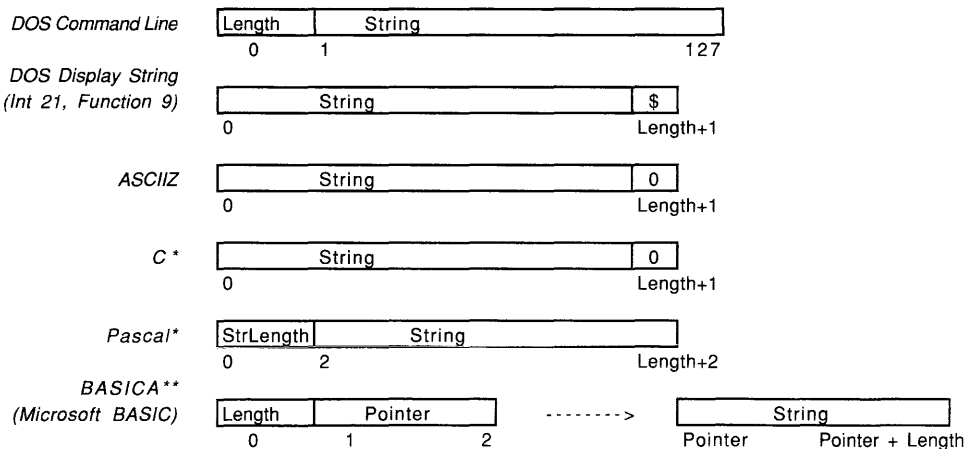 DOS Command Line
Length String
0 1 127
DOS Display String
(Int 21, Function 9)
String $
0 Length+1
ASCIIZ
String 0
0 Length+1
C *
String 0
0 Length+1
Pascal*
StrLength String
0 2 Length+2
BASICA**
(Microsoft BASIC)
Length Pointer --------> String
0 1 2 Pointer Pointer + Length